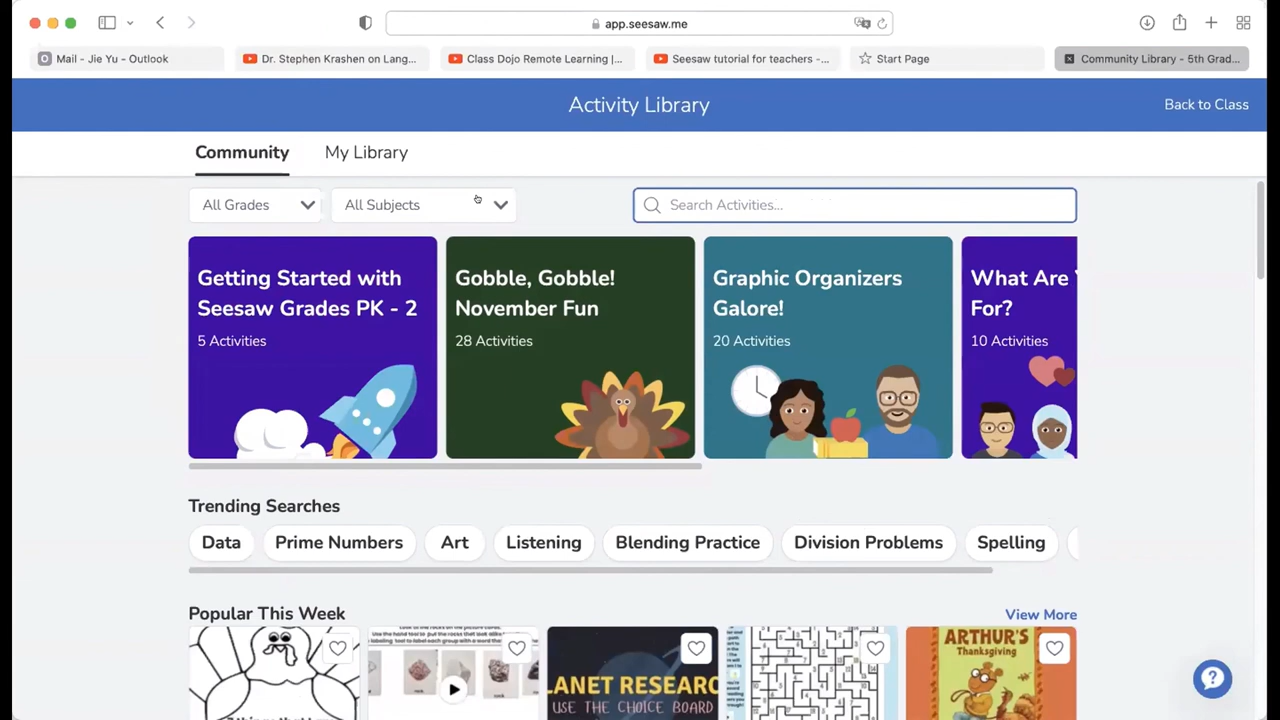 app.seesaw.me
Mail - Jie Yu - Outlook
Dr. Stephen Krashen on Lang...
Class Dojo Remote Learning |...
Seesaw tutorial for teachers -...
Start Page
Community Library - 5th Grad...
Activity Library
Back to Class
Community
My Library
All Grades
All Subjects
Search Activities...
Getting Started with
Seesaw Grades PK - 2
5 Activities
Gobble, Gobble!
November Fun
28 Activities
Graphic Organizers
Galore!
20 Activities
What Are
For?
10 Activities
Trending Searches
Data
Prime Numbers
Art
Listening
Blending Practice
Division Problems
Spelling
Popular This Week
View More
LANET RESEARC
USE THE CHOICE BOARD
ARTHUR'S
Thanksgiving